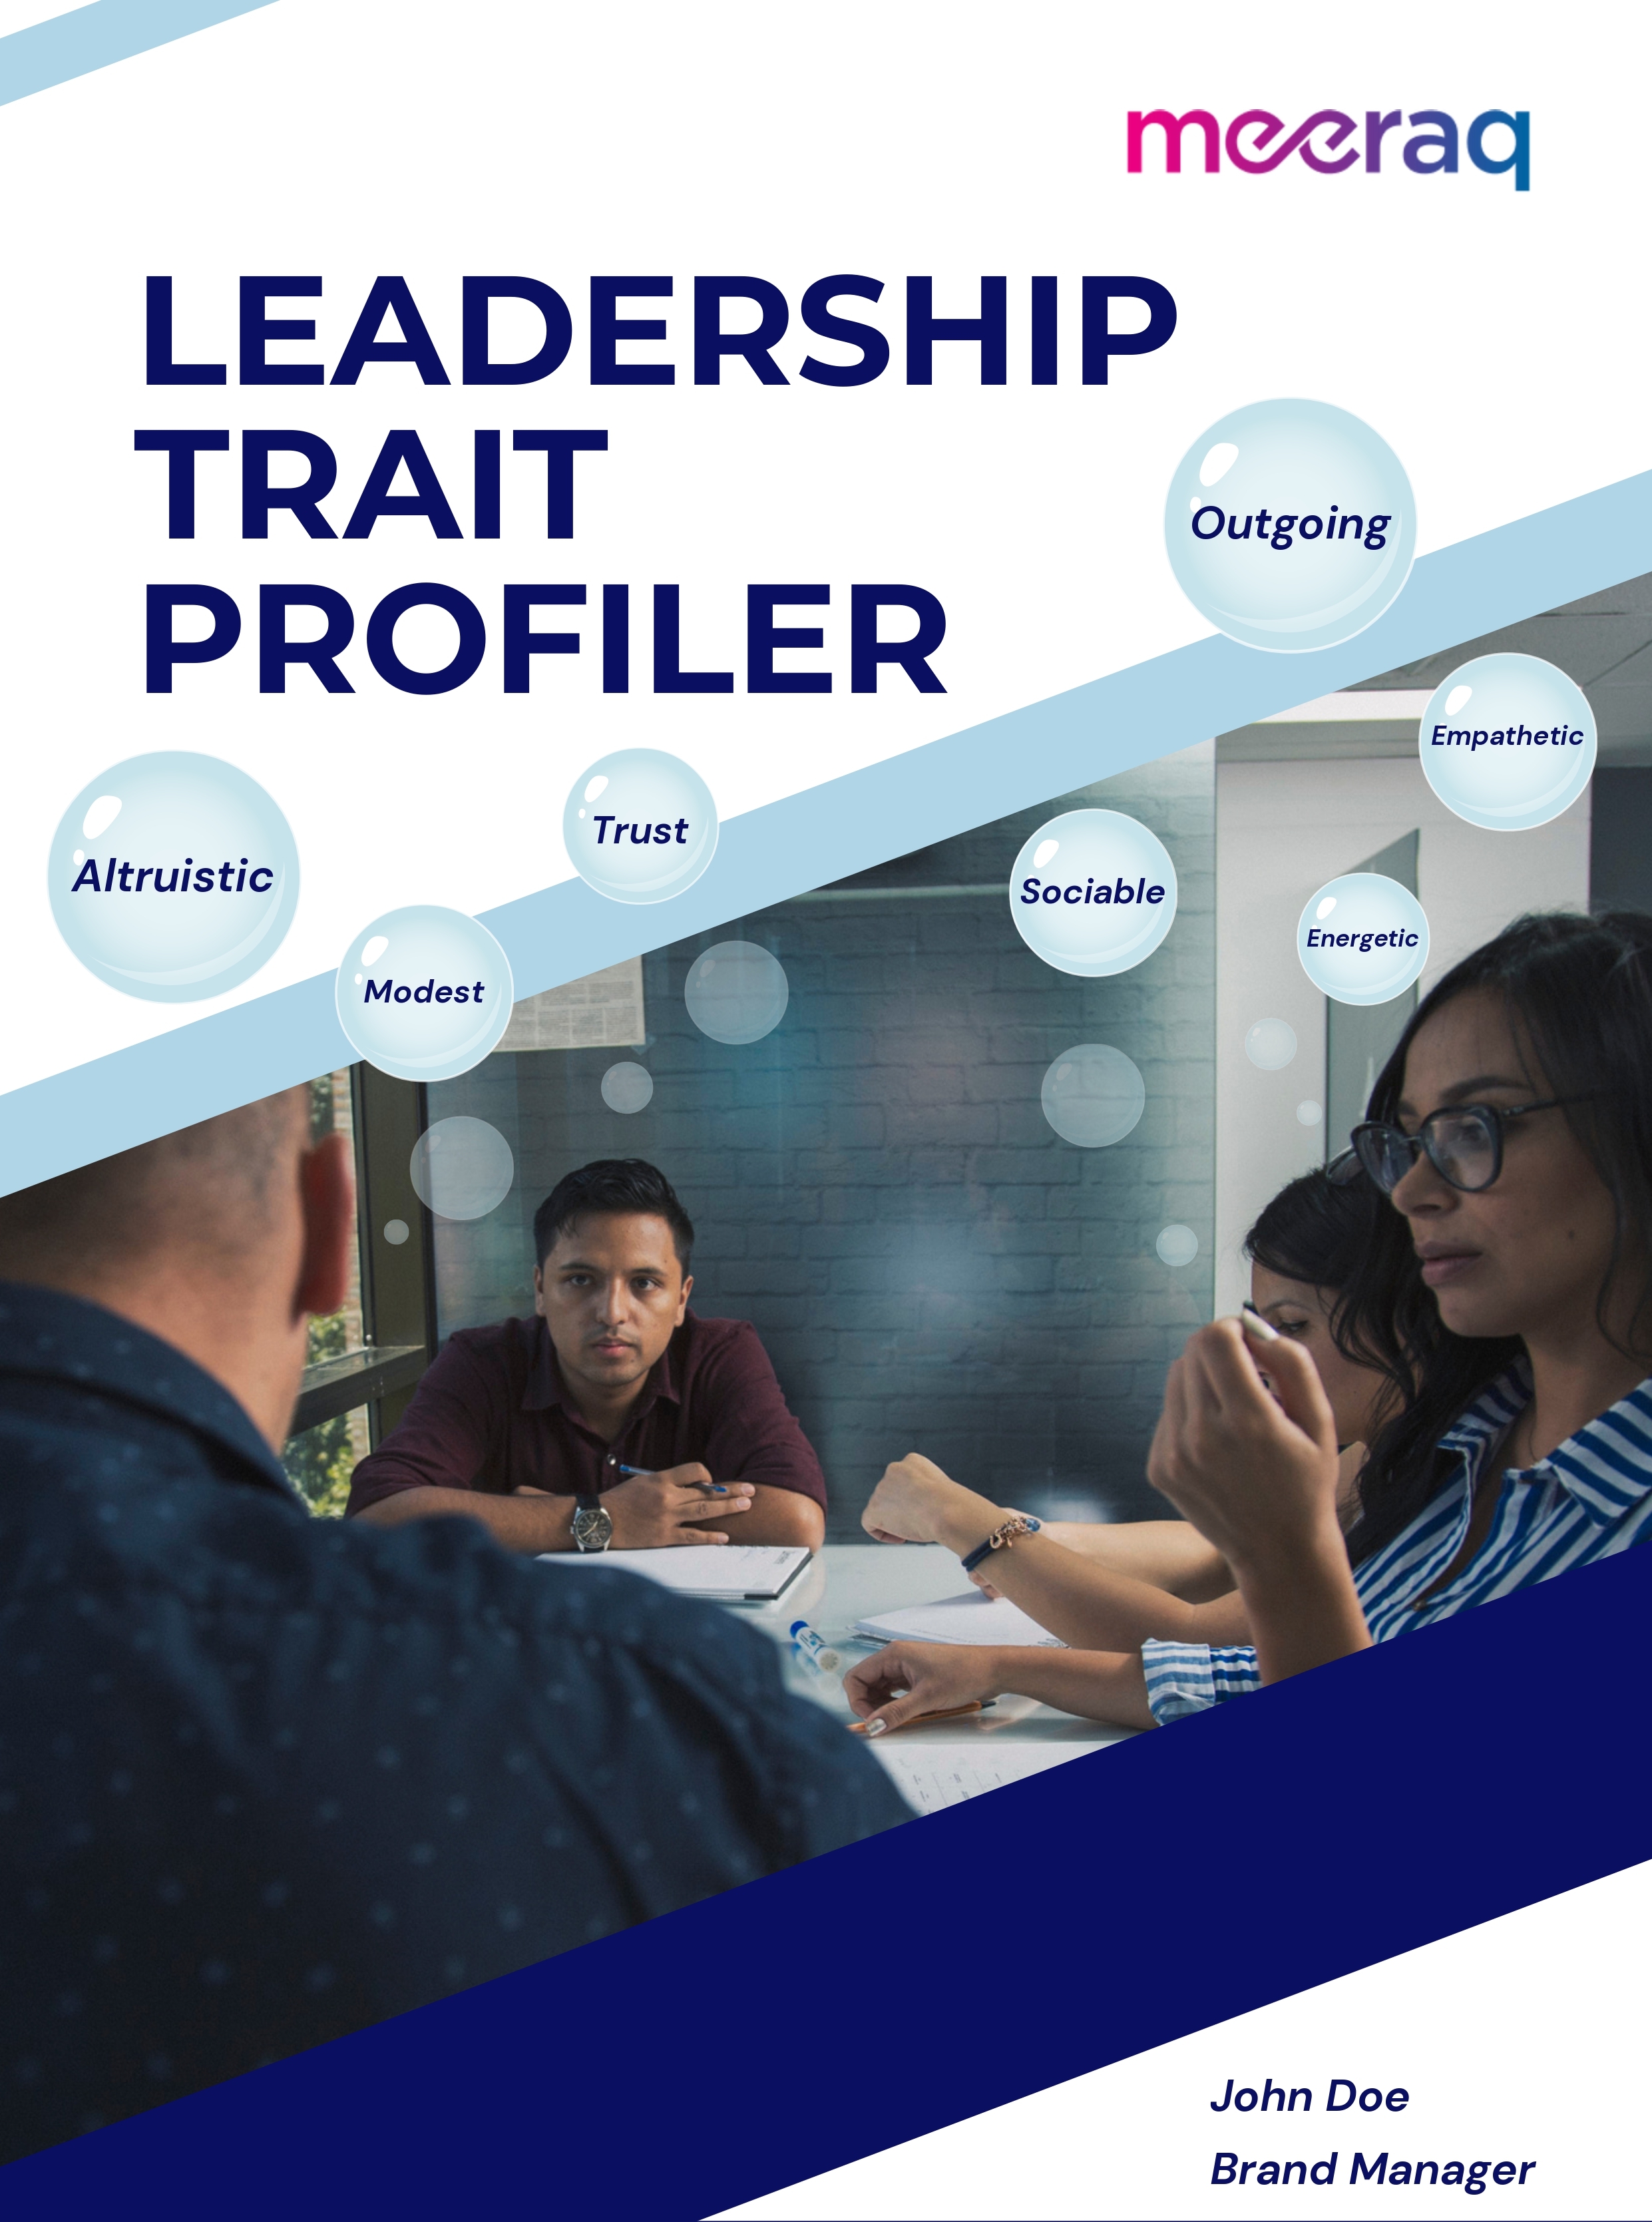 meeraq
LEADERSHIP
TRAIT
PROFILER
Outgoing
Empathetic
Trust
Altruistic
Sociable
Energetic
Modest
John Doe
Brand Manager